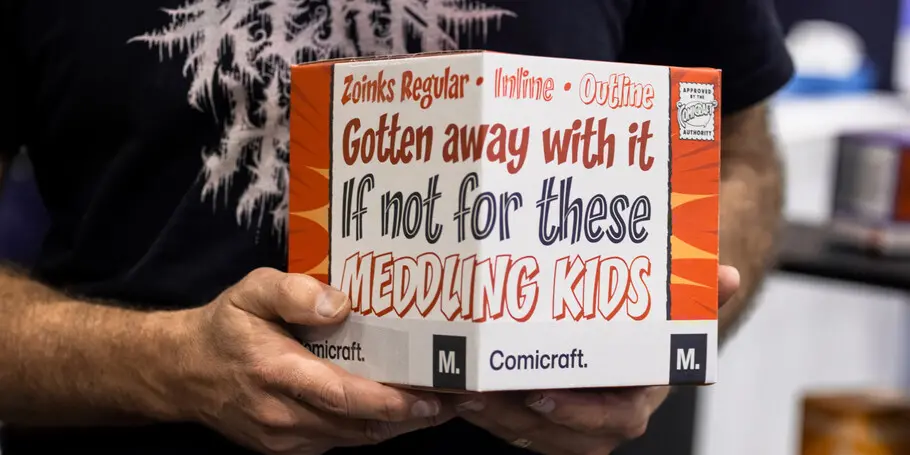 Zoinks Regular • Inline • Outline
Gotten away with it
If not for these
MEDDLING KIDS
APPROVED
BY THE
COMICRAFT
AUTHORITY
omicraft.
M.
Comicraft.
M.